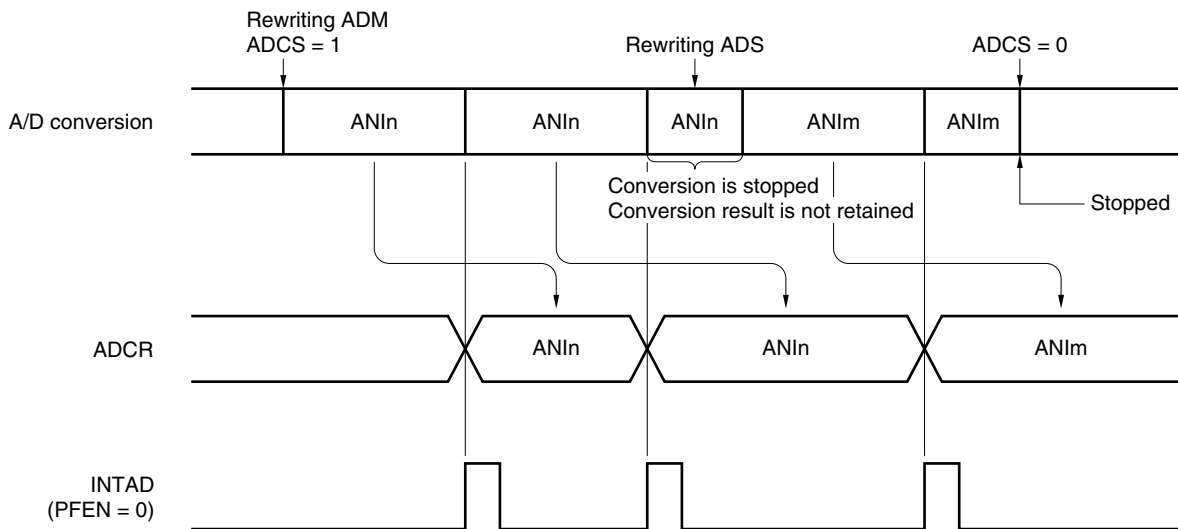 Rewriting ADM
ADCS = 1
Rewriting ADS
ADCS = 0
A/D conversion
ANIn
ANIn
ANIn
ANIm
ANIm
Conversion is stopped
Conversion result is not retained
Stopped
ADCR
ANIn
ANIn
ANIm
INTAD
(PFEN = 0)